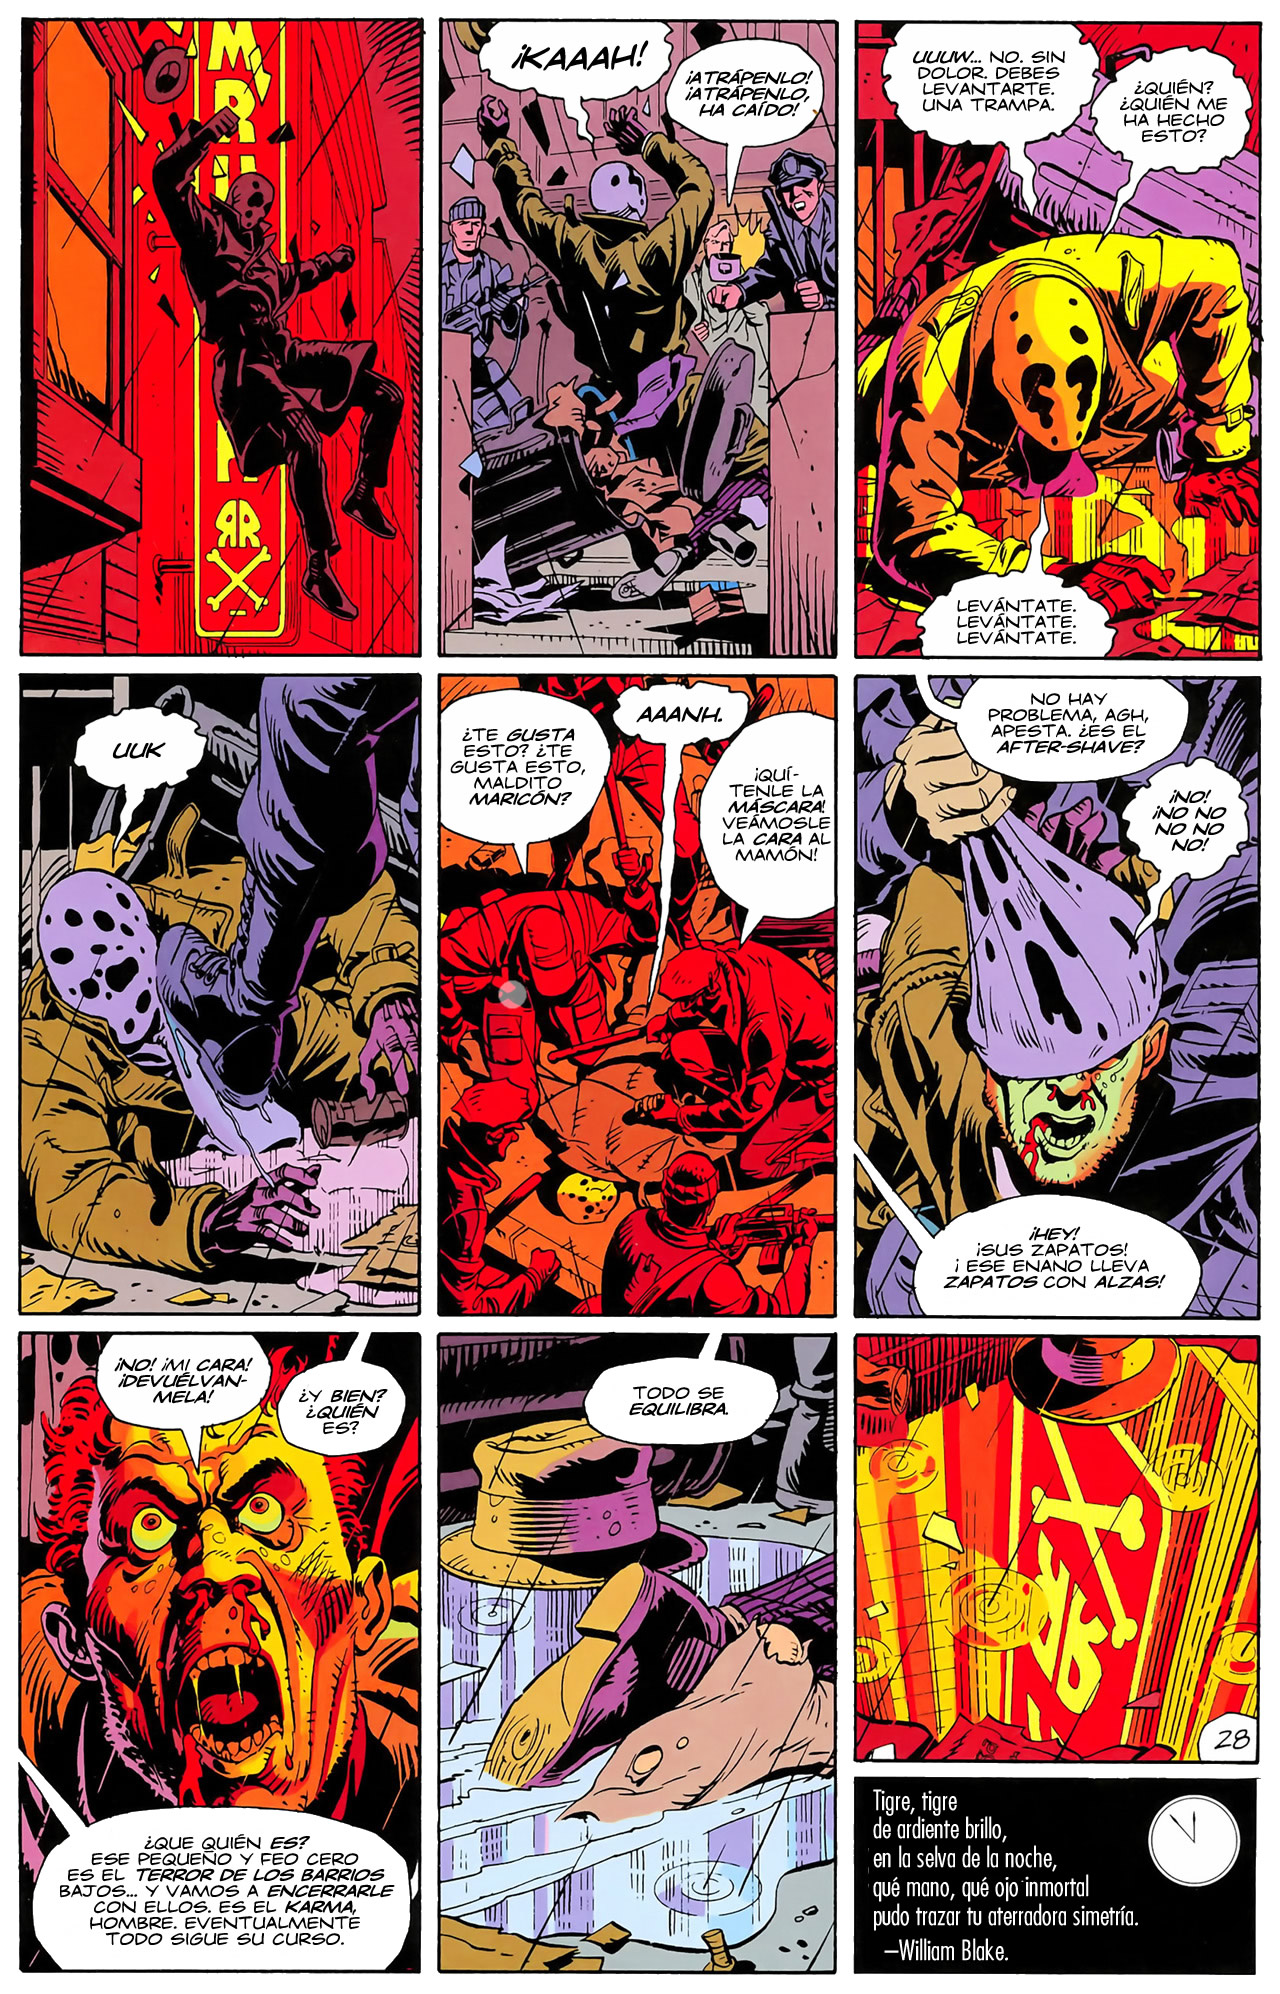 RUM
RUN
RR
¡KAAAH!
¡ATRÁPENLO!
¡ATRÁPENLO,
HA CAÍDO!
UUUW... NO. SIN
DOLOR. DEBES
LEVANTARTE.
UNA TRAMPA.
¿QUIÉN?
¿QUIÉN ME
HA HECHO
ESTO?
LEVÁNTATE.
LEVÁNTATE.
LEVÁNTATE.
UUK
¿TE GUSTA
ESTO? ¿TE
GUSTA ESTO,
MALDITO
MARICÓN?
AAANH.
¡QUÍ-
TENLE LA
MÁSCARA!
VEÁMOSLE
LA CARA AL
MAMÓN!
NO HAY
PROBLEMA, AGH,
APESTA. ¿ES EL
AFTER-SHAVE?
¡NO!
¡NO NO
NO NO
NO!
¡HEY!
¡SUS ZAPATOS!
¡ ESE ENANO LLEVA
ZAPATOS CON ALZAS!
¡NO! ¡MI CARA!
¡DEVUÉLVAN-
MELA!
¿Y BIEN?
¿QUIÉN
ES?
¿QUE QUIÉN ES?
ESE PEQUEÑO Y FEO CERO
ES EL TERROR DE LOS BARRIOS
BAJOS... Y VAMOS A ENCERRARLE
CON ELLOS. ES EL KARMA,
HOMBRE. EVENTUALMENTE
TODO SIGUE SU CURSO.
TODO SE
EQUILIBRA.
28
Tigre, tigre
de ardiente brillo,
en la selva de la noche,
qué mano, qué ojo inmortal
pudo trazar tu aterradora simetría.
—William Blake.